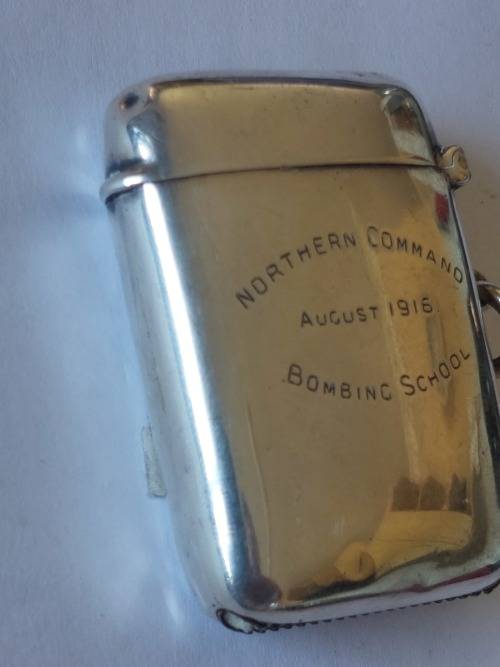 NORTHERN COMMAND
AUGUST 1916.
BOMBING SCHOOL